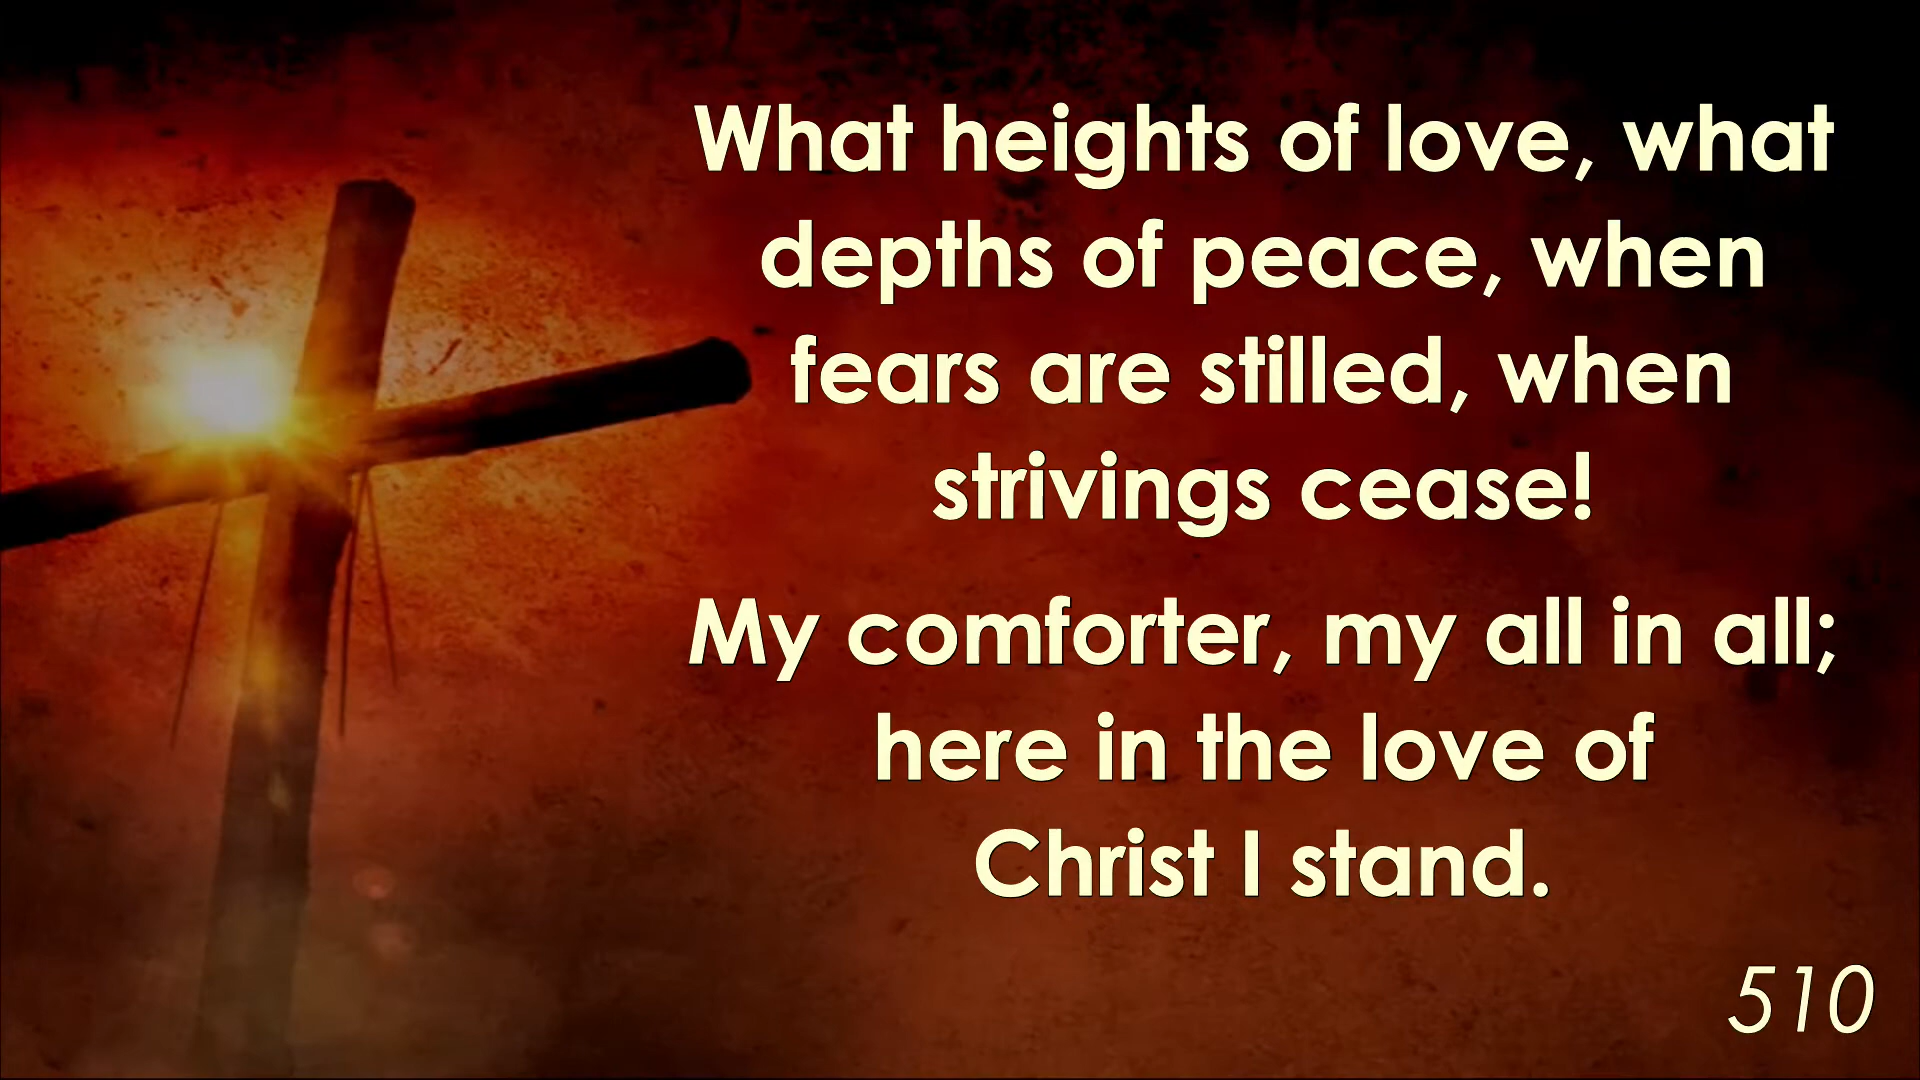 What heights of love, what
depths of peace, when
fears are stilled, when
strivings cease!
My comforter, my all in all;
here in the love of
Christ I stand.
510